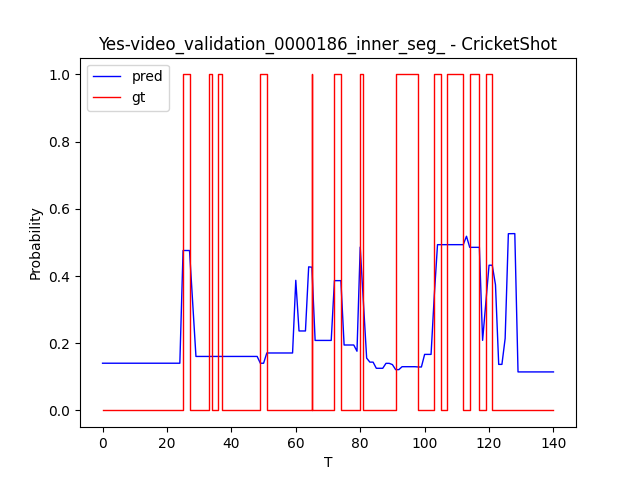 Yes-video_validation_0000186_inner_seg_ - CricketShot
pred
gt
1.0
0.8
0.6
0.4
0.2
0.0
Probability
0 20 40 60 80 100 120 140
T